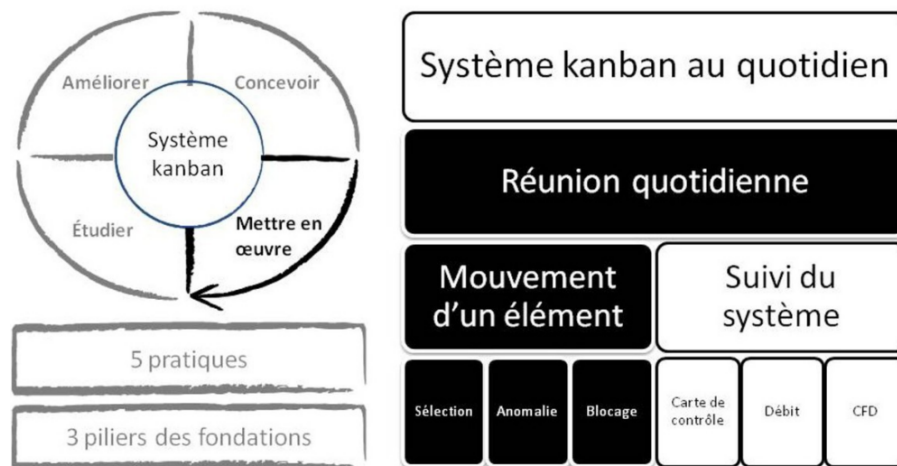 Améliorer
Concevoir
Système
kanban
Étudier
Mettre en
œuvre
5 pratiques
3 piliers des fondations
Système kanban au quotidien
Réunion quotidienne
Mouvement
d'un élément
Suivi du
système
Sélection
Anomalie
Blocage
Carte de
contrôle
Débit
CFD